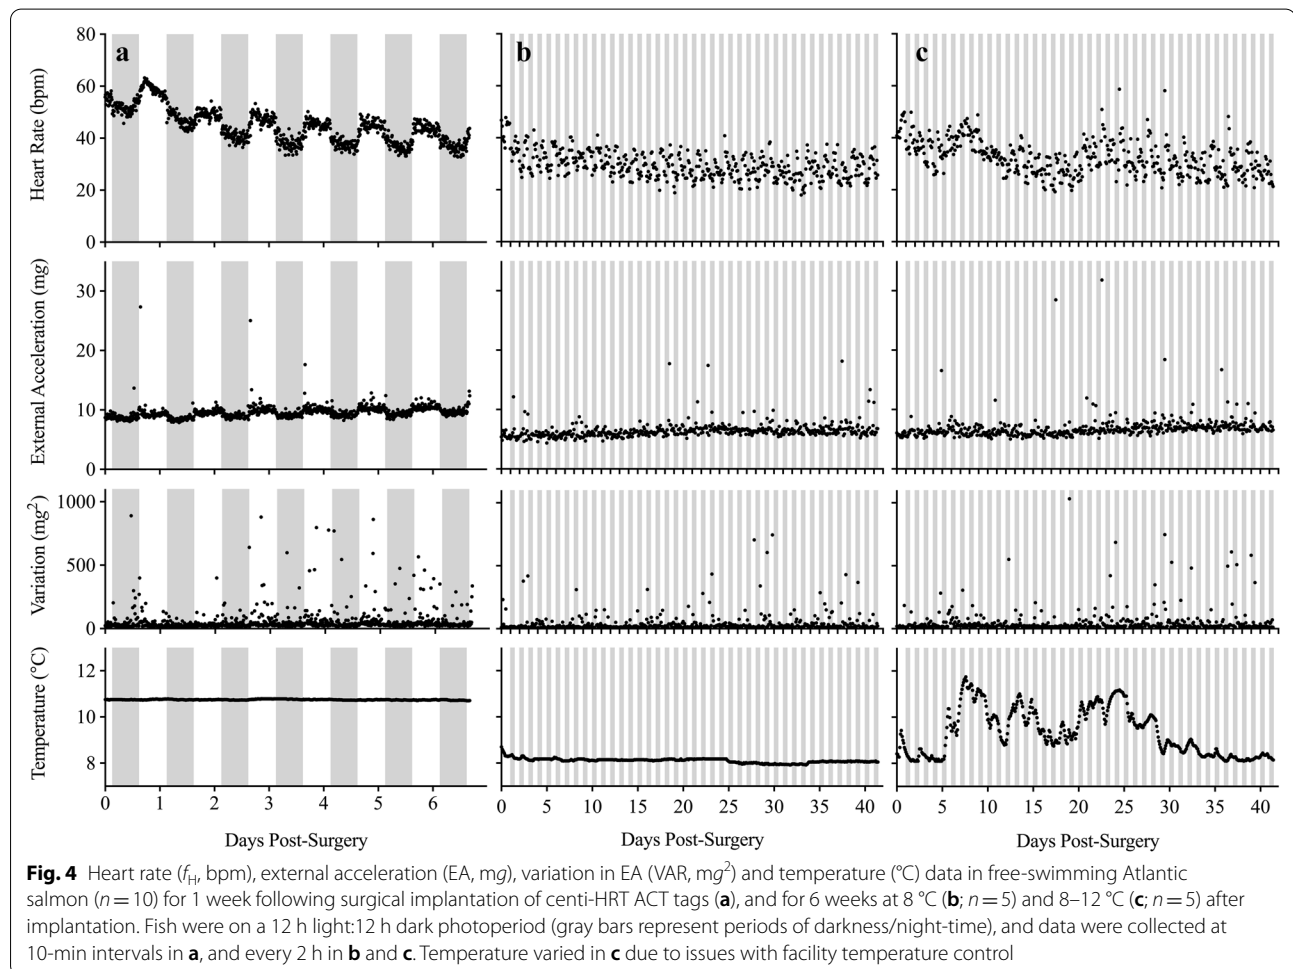 a
b
c
80
60
40
20
0
Heart Rate (bpm)
30
20
10
0
External Acceleration (mg)
1000
500
0
Variation (mg²)
12
10
8
Temperature (°C)
0 1 2 3 4 5 6
0 5 10 15 20 25 30 35 40
0 5 10 15 20 25 30 35 40
Days Post-Surgery
Days Post-Surgery
Days Post-Surgery
Fig. 4 Heart rate (fH, bpm), external acceleration (EA, mg), variation in EA (VAR, mg²) and temperature (°C) data in free-swimming Atlantic
salmon (n = 10) for 1 week following surgical implantation of centi-HRT ACT tags (a), and for 6 weeks at 8 °C (b; n = 5) and 8–12 °C (c; n = 5) after
implantation. Fish were on a 12 h light:12 h dark photoperiod (gray bars represent periods of darkness/night-time), and data were collected at
10-min intervals in a, and every 2 h in b and c. Temperature varied in c due to issues with facility temperature control